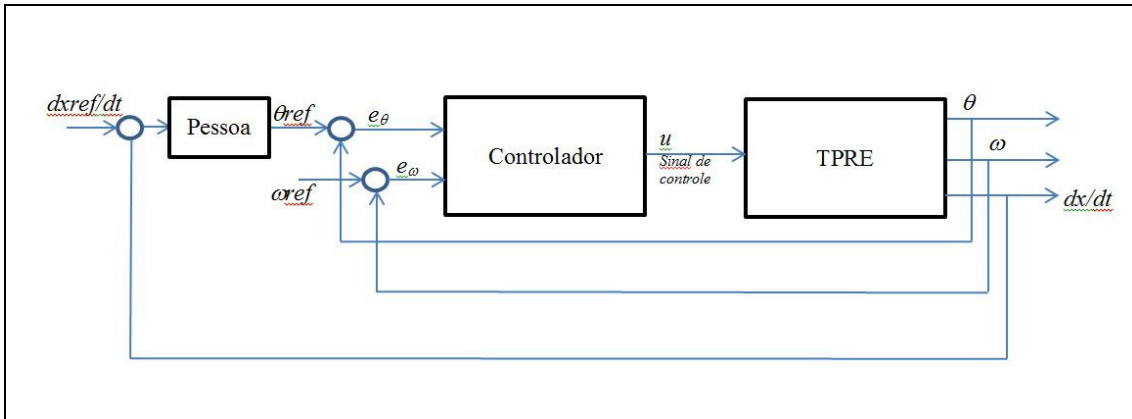 dxref/dt
Pessoa
θref
eθ
ωref
eω
Controlador
u
Sinal de
controle
TPRE
θ
ω
dx/dt